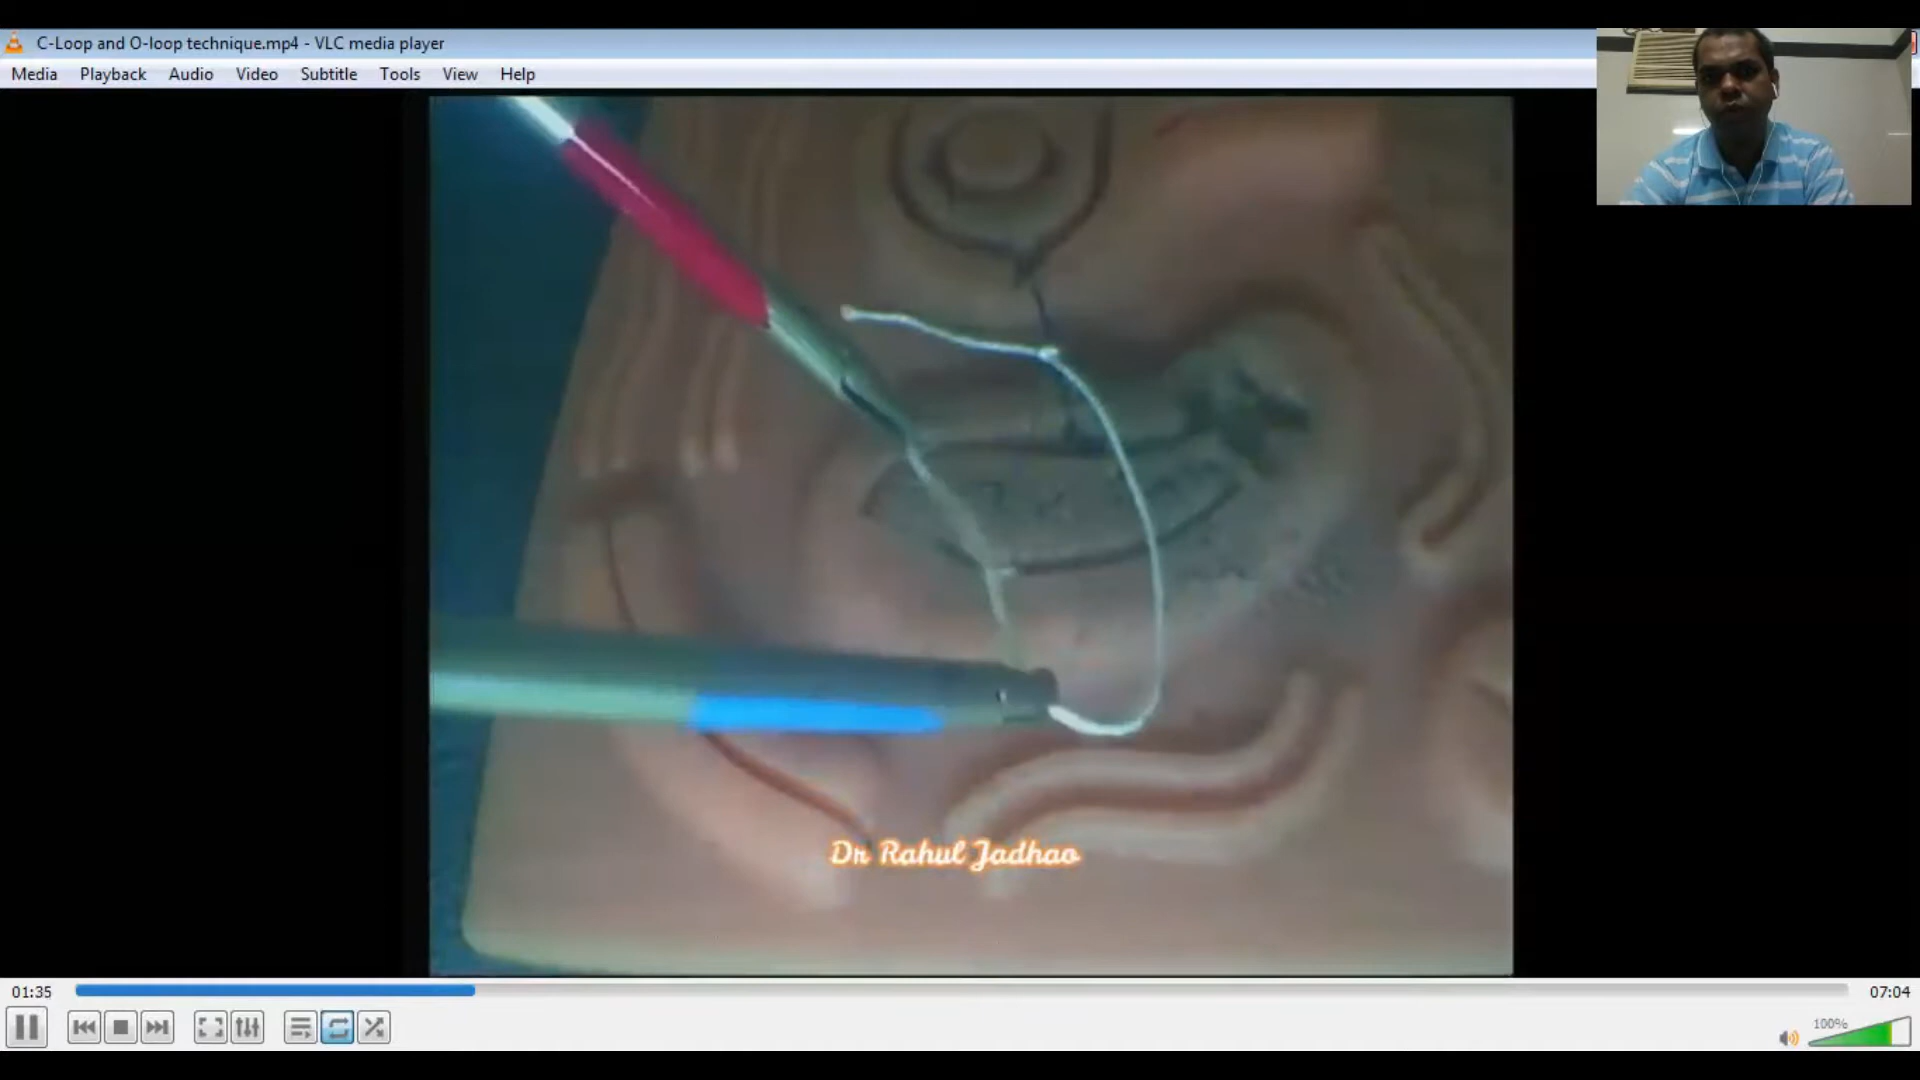 C-Loop and O-loop technique.mp4 - VLC media player
Media Playback Audio Video Subtitle Tools View Help
Dr Rahul Jadhao
01:35
07:04
100%